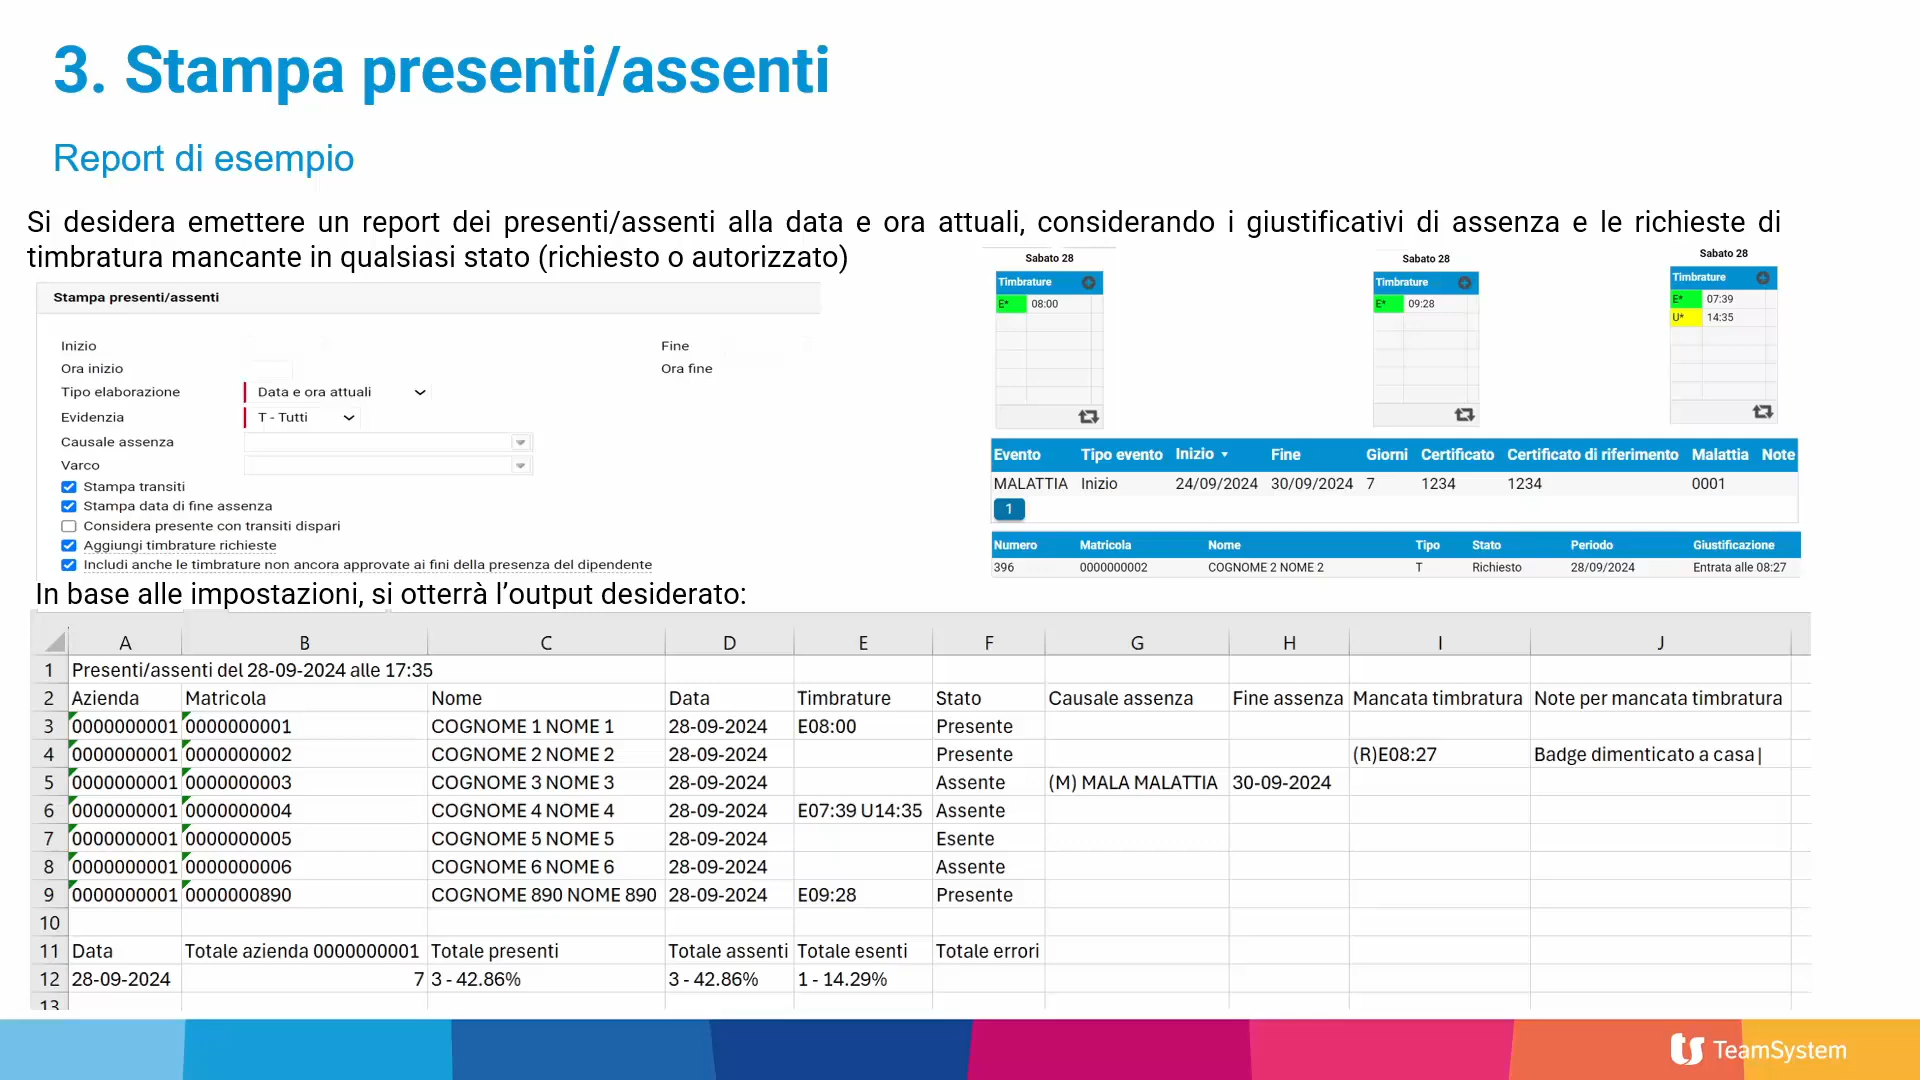 3. Stampa presenti/assenti
Report di esempio
Si desidera emettere un report dei presenti/assenti alla data e ora attuali, considerando i giustificativi di assenza e le richieste di
timbratura mancante in qualsiasi stato (richiesto o autorizzato)
Stampa presenti/assenti
Inizio Fine
Ora inizio Ora fine
Tipo elaborazione Data e ora attuali
Evidenzia T - Tutti
Causale assenza
Varco
Stampa transiti
Stampa data di fine assenza
Considera presente con transiti dispari
Aggiungi timbrature richieste
Includi anche le timbrature non ancora approvate ai fini della presenza del dipendente
Sabato 28
Timbrature
E* 08:00
Sabato 28
Timbrature
E* 09:28
Sabato 28
Timbrature
E* 07:39
U* 14:35
Evento Tipo evento Inizio Fine Giorni Certificato Certificato di riferimento Malattia Note
MALATTIA Inizio 24/09/2024 30/09/2024 7 1234 1234 0001
1
Numero Matricola Nome Tipo Stato Periodo Giustificazione
396 0000000002 COGNOME 2 NOME 2 T Richiesto 28/09/2024 Entrata alle 08:27
In base alle impostazioni, si otterrà l'output desiderato:
A B C D E F G H I J
1 Presenti/assenti del 28-09-2024 alle 17:35
2 Azienda Matricola Nome Data Timbrature Stato Causale assenza Fine assenza Mancata timbratura Note per mancata timbratura
3 0000000001 0000000001 COGNOME 1 NOME 1 28-09-2024 E08:00 Presente
4 0000000001 0000000002 COGNOME 2 NOME 2 28-09-2024 Presente (R)E08:27 Badge dimenticato a casa|
5 0000000001 0000000003 COGNOME 3 NOME 3 28-09-2024 Assente (M) MALA MALATTIA 30-09-2024
6 0000000001 0000000004 COGNOME 4 NOME 4 28-09-2024 E07:39 U14:35 Assente
7 0000000001 0000000005 COGNOME 5 NOME 5 28-09-2024 Esente
8 0000000001 0000000006 COGNOME 6 NOME 6 28-09-2024 Assente
9 0000000001 0000000890 COGNOME 890 NOME 890 28-09-2024 E09:28 Presente
10
11 Data Totale azienda 0000000001 Totale presenti Totale assenti Totale esenti Totale errori
12 28-09-2024 7 3 - 42.86% 3 - 42.86% 1 - 14.29%
13
TeamSystem